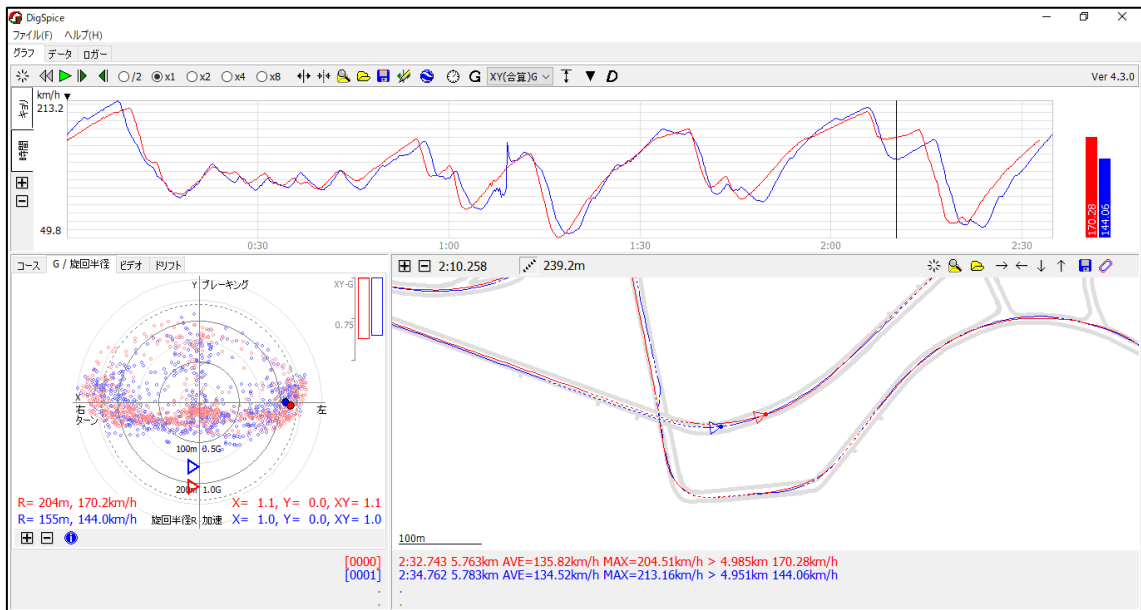 DigSpice
ファイル(F) ヘルプ(H)
グラフ データ ロガー
/2 x1 x2 x4 x8 G XY(合算)G D Ver 4.3.0
キョリ
時間
km/h
213.2
49.8
0:30 1:00 1:30 2:00 2:30
170.28
144.06
コース G / 旋回半径 ビデオ ドリフト
2:10.258 239.2m
Y ブレーキング
XY-G
0.75
X
右
ターン
左
100m 0.5G
200m 1.0G
R= 204m, 170.2km/h X= 1.1, Y= 0.0, XY= 1.1
R= 155m, 144.0km/h 旋回半径R 加速 X= 1.0, Y= 0.0, XY= 1.0
100m
[0000] 2:32.743 5.763km AVE=135.82km/h MAX=204.51km/h > 4.985km 170.28km/h
[0001] 2:34.762 5.783km AVE=134.52km/h MAX=213.16km/h > 4.951km 144.06km/h